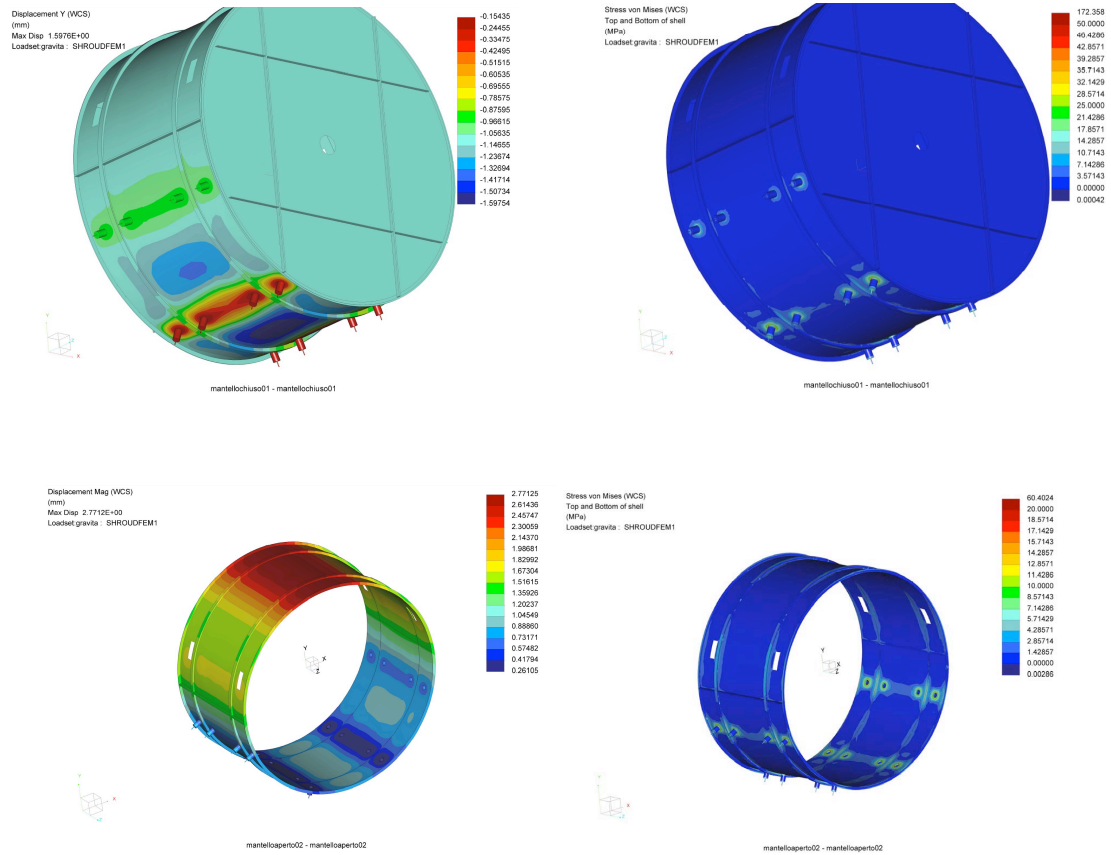 Displacement Y (WCS)
(mm)
Max Disp 1.5976E+00
Loadset:gravita : SHROUDFEM1
-0.15435
-0.24455
-0.33475
-0.42495
-0.51515
-0.60535
-0.69555
-0.78575
-0.87595
-0.96615
-1.05635
-1.14655
-1.23674
-1.32694
-1.41714
-1.50734
-1.59754
mantellochiuso01 - mantellochiuso01
Stress von Mises (WCS)
Top and Bottom of shell
(MPa)
Loadset:gravita : SHROUDFEM1
172.358
50.0000
46.4286
42.8571
39.2857
35.7143
32.1429
28.5714
25.0000
21.4286
17.8571
14.2857
10.7143
7.14286
3.57143
0.00000
0.00042
mantellochiuso01 - mantellochiuso01
Displacement Mag (WCS)
(mm)
Max Disp 2.7712E+00
Loadset:gravita : SHROUDFEM1
2.77125
2.61436
2.45747
2.30059
2.14370
1.98681
1.82992
1.67304
1.51615
1.35926
1.20237
1.04549
0.88860
0.73171
0.57482
0.41794
0.26105
Y
X
Z
mantelloaperto02 - mantelloaperto02
Stress von Mises (WCS)
Top and Bottom of shell
(MPa)
Loadset:gravita : SHROUDFEM1
60.4024
20.0000
18.5714
17.1429
15.7143
14.2857
12.8571
11.4286
10.0000
8.57143
7.14286
5.71429
4.28571
2.85714
1.42857
0.00000
0.00286
Y
X
Z
mantelloaperto02 - mantelloaperto02